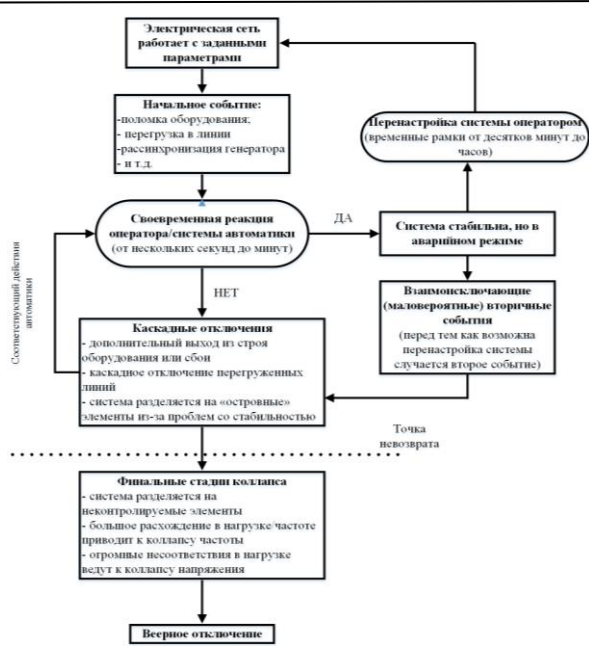 Электрическая сеть
работает с заданными
параметрами
Начальное событие:
-поломка оборудования;
- перегрузка в линии
-рассинхронизация генератора
- и т.д.
Перенастройка системы оператором
(временные рамки от десятков минут до
часов)
Своевременная реакция
оператора/системы автоматики
(от нескольких секунд до минут)
ДА
Система стабильна, но в
аварийном режиме
Соответствующий действия
автоматики
НЕТ
Взаимоисключающие
(маловероятные) вторичные
события
(перед тем как возможна
перенастройка системы
случается второе событие)
Каскадные отключения
- дополнительный выход из строя
оборудования или сбои
- каскадное отключение перегруженных
линий
- система разделяется на «островные»
элементы из-за проблем со стабильностью
Точка
невозврата
Финальные стадии коллапса
- система разделяется на
неконтролируемые элементы
- большое расхождение в нагрузке/частоте
приводит к коллапсу частоты
- огромные несоответствия в нагрузке
ведут к коллапсу напряжения
Веерное отключение